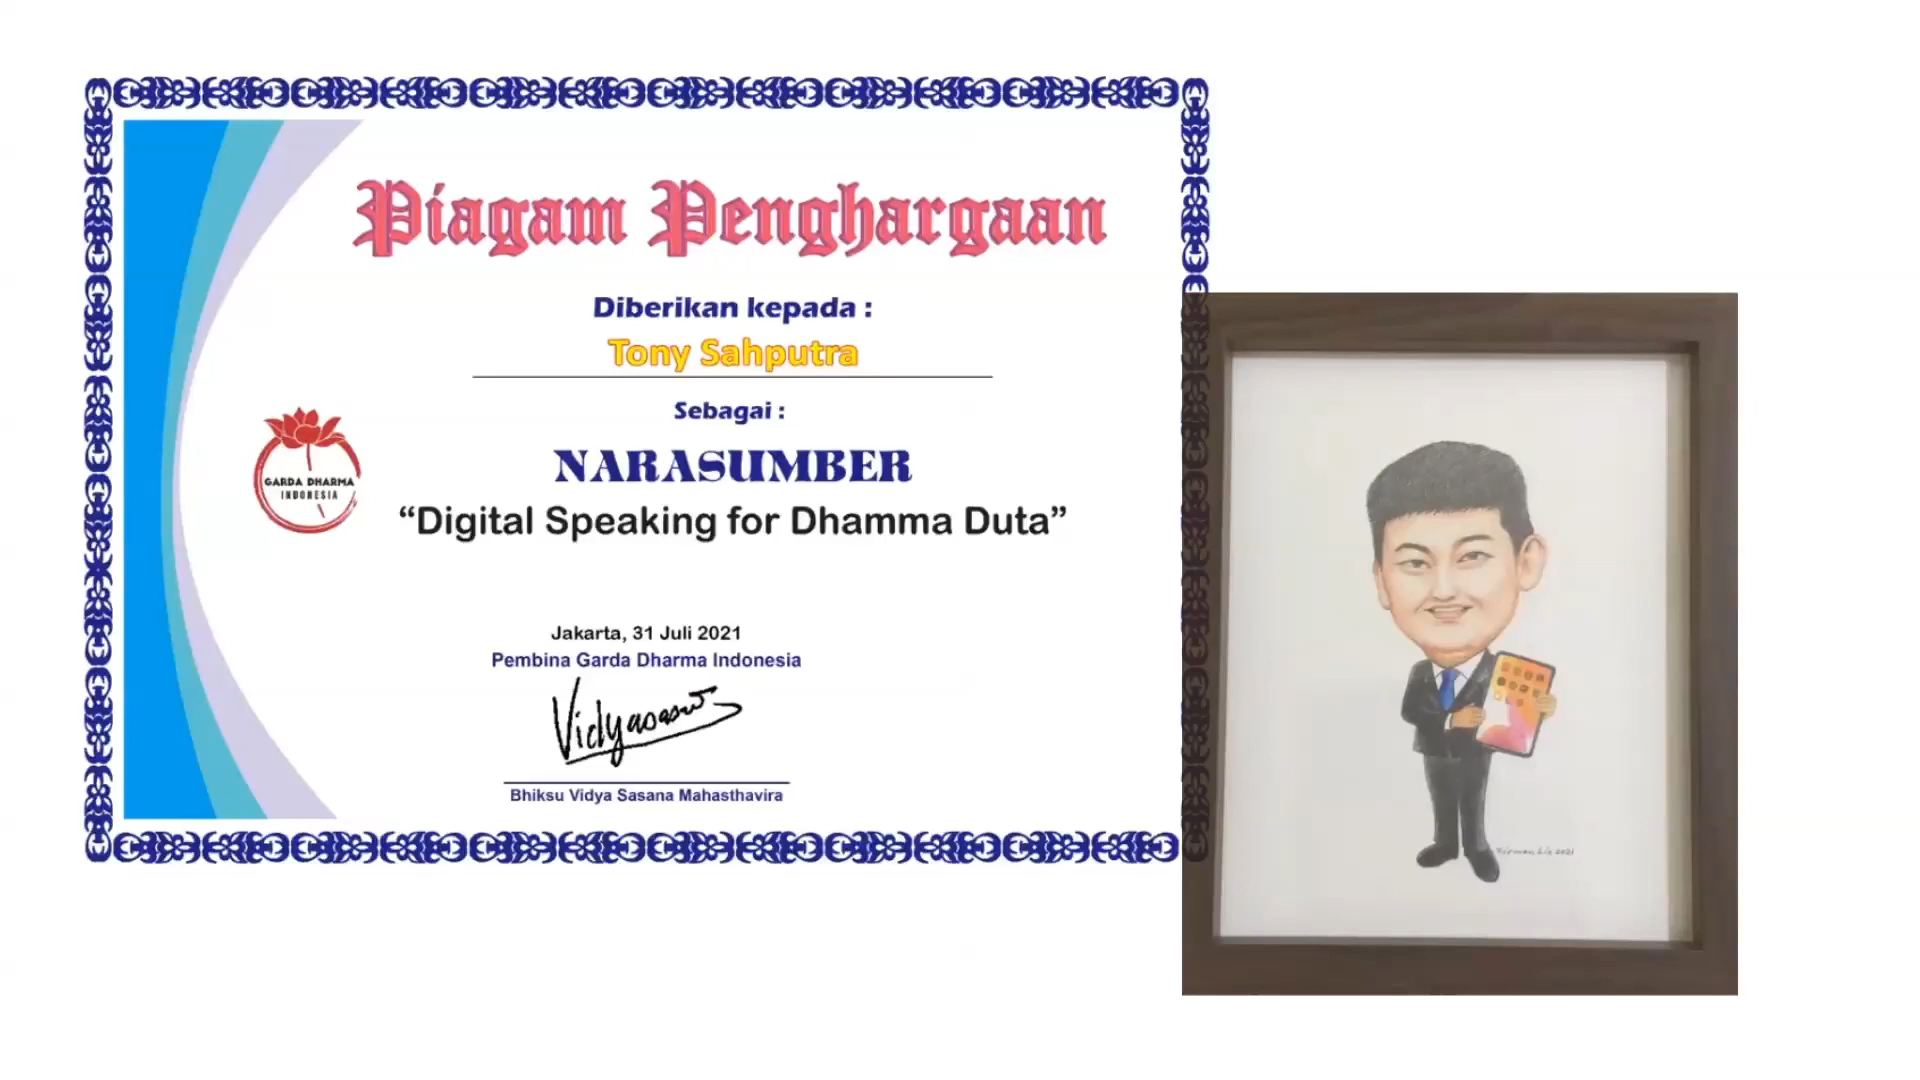 Piagam Penghargaan
Diberikan kepada :
Tony Sahputra
Sebagai :
NARASUMBER
“Digital Speaking for Dhamma Duta”
GARDA DHARMA
INDONESIA
Jakarta, 31 Juli 2021
Pembina Garda Dharma Indonesia
Bhiksu Vidya Sasana Mahasthavira
2021